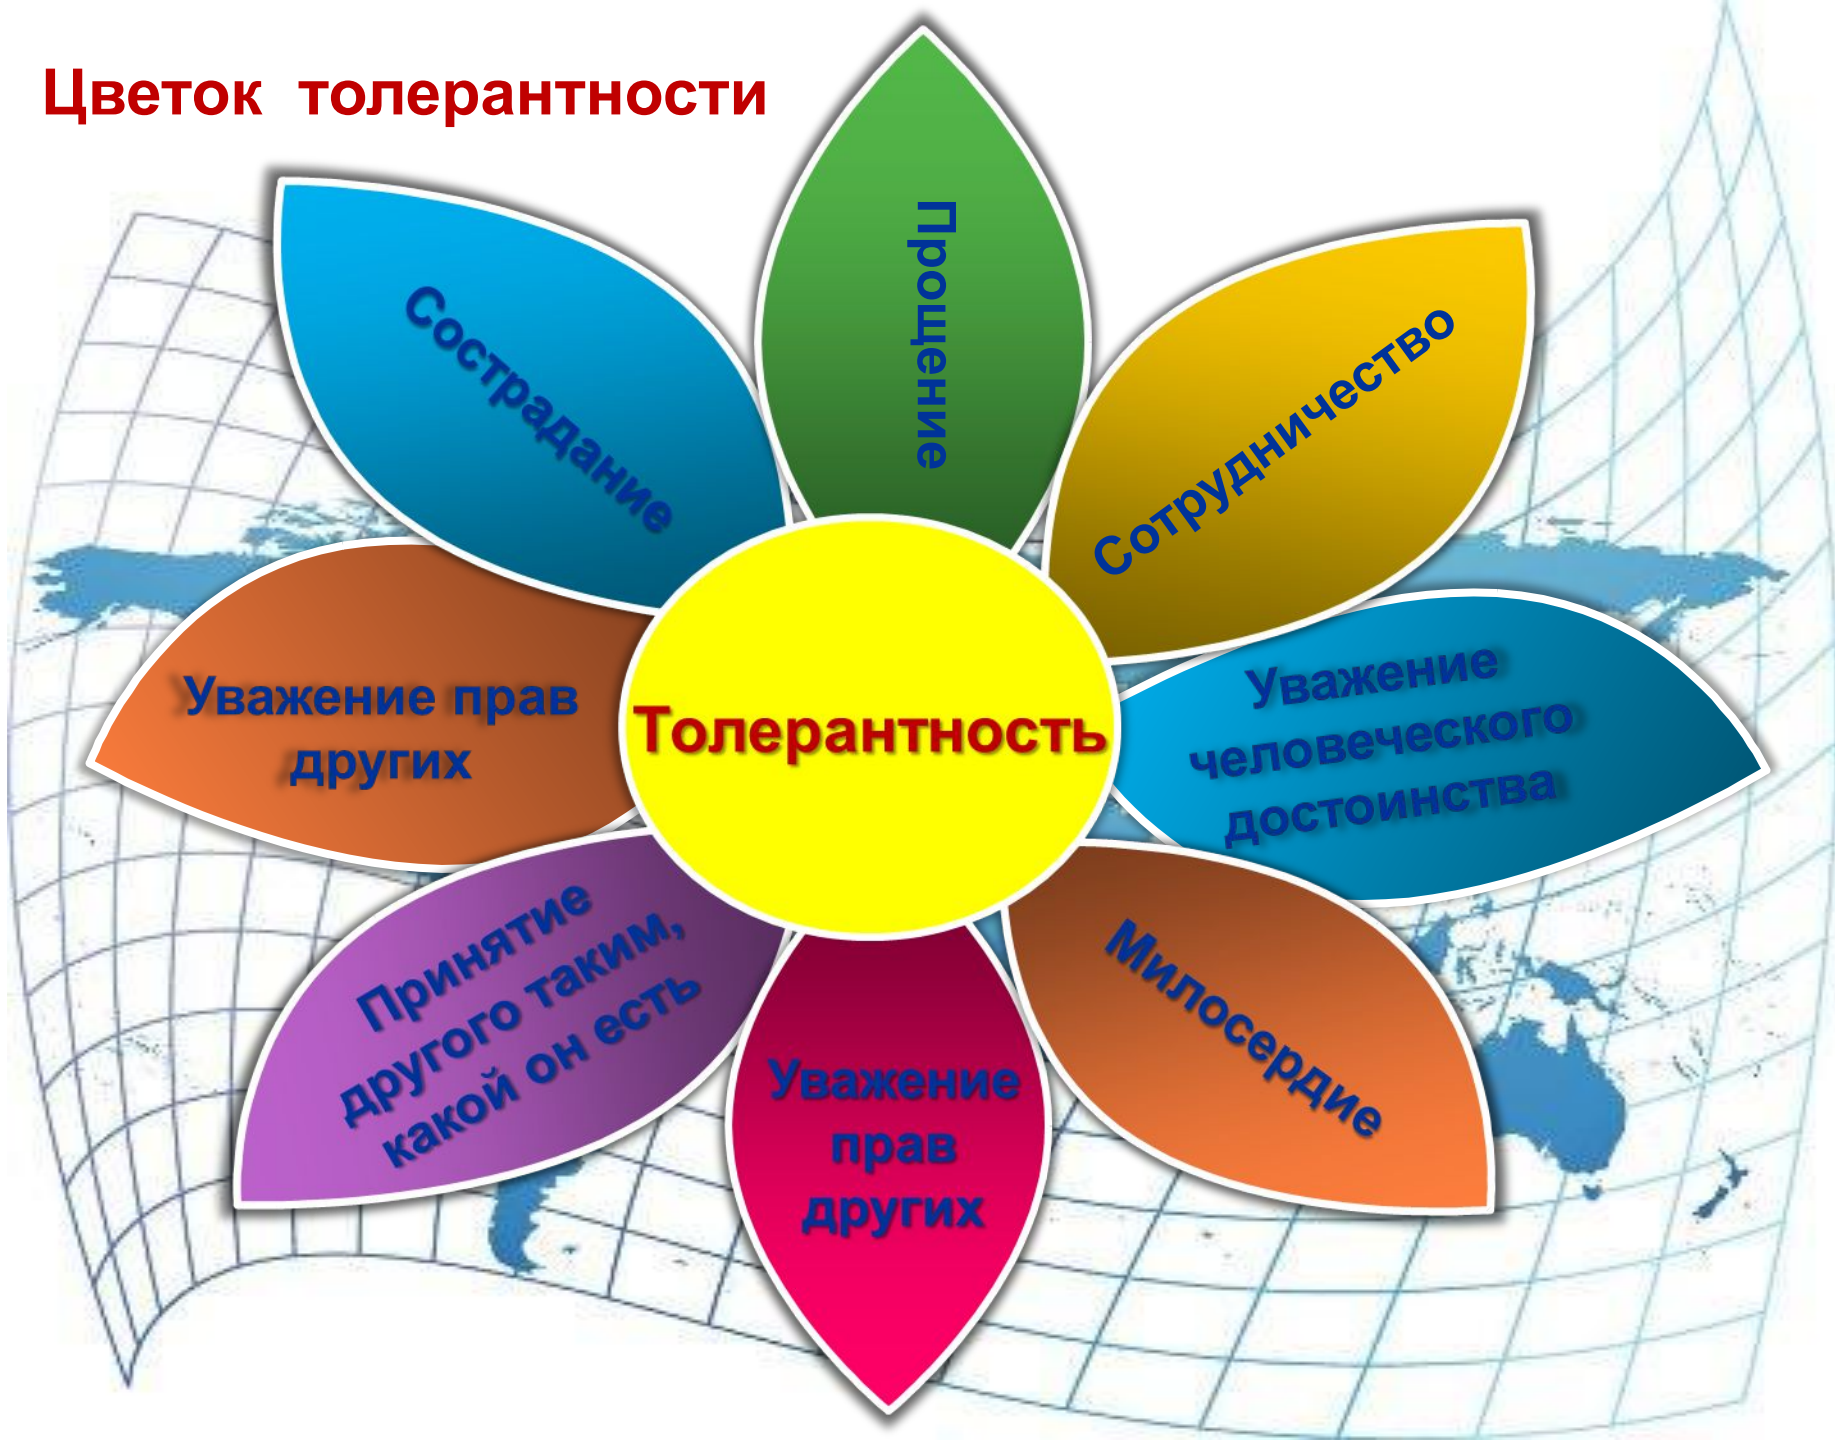 Цветок толерантности
Прощение
Сострадание
Сотрудничество
Уважение прав
других
Толерантность
Уважение
человеческого
достоинства
Принятие
другого таким,
какой он есть
Милосердие
Уважение
прав
других